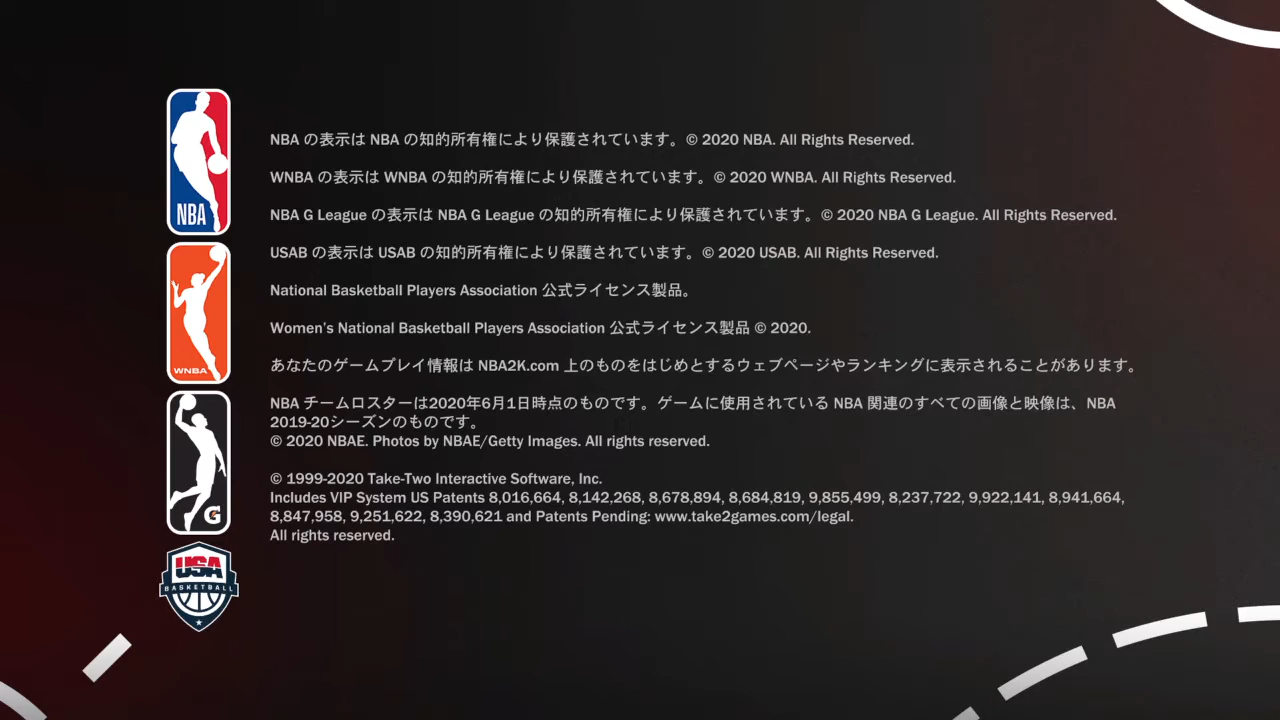 NBA
NBA の表示は NBA の知的所有権により保護されています。© 2020 NBA. All Rights Reserved.
WNBA の表示は WNBA の知的所有権により保護されています。© 2020 WNBA. All Rights Reserved.
NBA G League の表示は NBA G League の知的所有権により保護されています。© 2020 NBA G League. All Rights Reserved.
WNBA
USAB の表示は USAB の知的所有権により保護されています。© 2020 USAB. All Rights Reserved.
National Basketball Players Association 公式ライセンス製品。
Women's National Basketball Players Association 公式ライセンス製品 © 2020.
あなたのゲームプレイ情報は NBA2K.com 上のものをはじめとするウェブページやランキングに表示されることがあります。
G
NBA チームロスターは2020年6月1日時点のものです。ゲームに使用されている NBA 関連のすべての画像と映像は、NBA
2019-20シーズンのものです。
© 2020 NBAE. Photos by NBAE/Getty Images. All rights reserved.
© 1999-2020 Take-Two Interactive Software, Inc.
Includes VIP System US Patents 8,016,664, 8,142,268, 8,678,894, 8,684,819, 9,855,499, 8,237,722, 9,922,141, 8,941,664,
8,847,958, 9,251,622, 8,390,621 and Patents Pending: www.take2games.com/legal.
All rights reserved.
USA
BASKETBALL